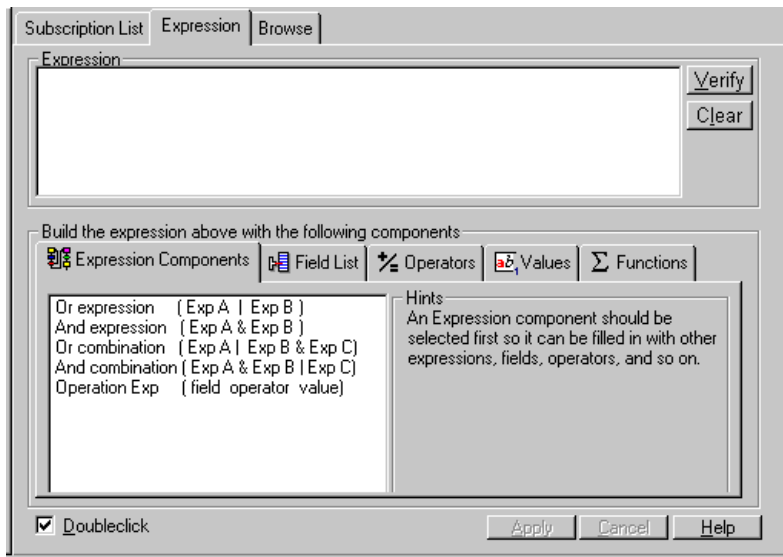 Subscription List Expression Browse
Expression
Verify
Clear
Build the expression above with the following components
Expression Components Field List Operators Values Functions
Or expression ( Exp A | Exp B )
And expression ( Exp A & Exp B )
Or combination ( Exp A | Exp B & Exp C)
And combination ( Exp A & Exp B | Exp C)
Operation Exp ( field operator value)
Hints
An Expression component should be
selected first so it can be filled in with other
expressions, fields, operators, and so on.
Doubleclick
Apply Cancel Help